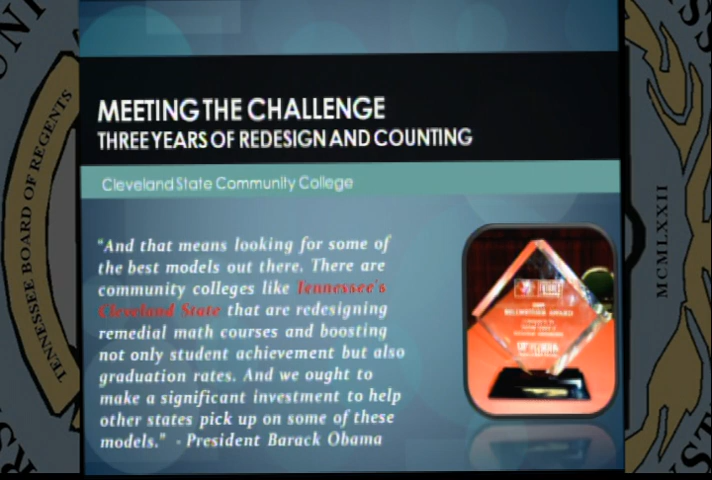 MEETING THE CHALLENGE
THREE YEARS OF REDESIGN AND COUNTING
Cleveland State Community College
"And that means looking for some of
the best models out there. There are
community colleges like Tennessee's
Cleveland State that are redesigning
remedial math courses and boosting
not only student achievement but also
graduation rates. And we ought to
make a significant investment to help
other states pick up on some of these
models." - President Barack Obama
TENNESSEE BOARD OF REGENTS
MCMLXXII
BELLWETHER AWARD